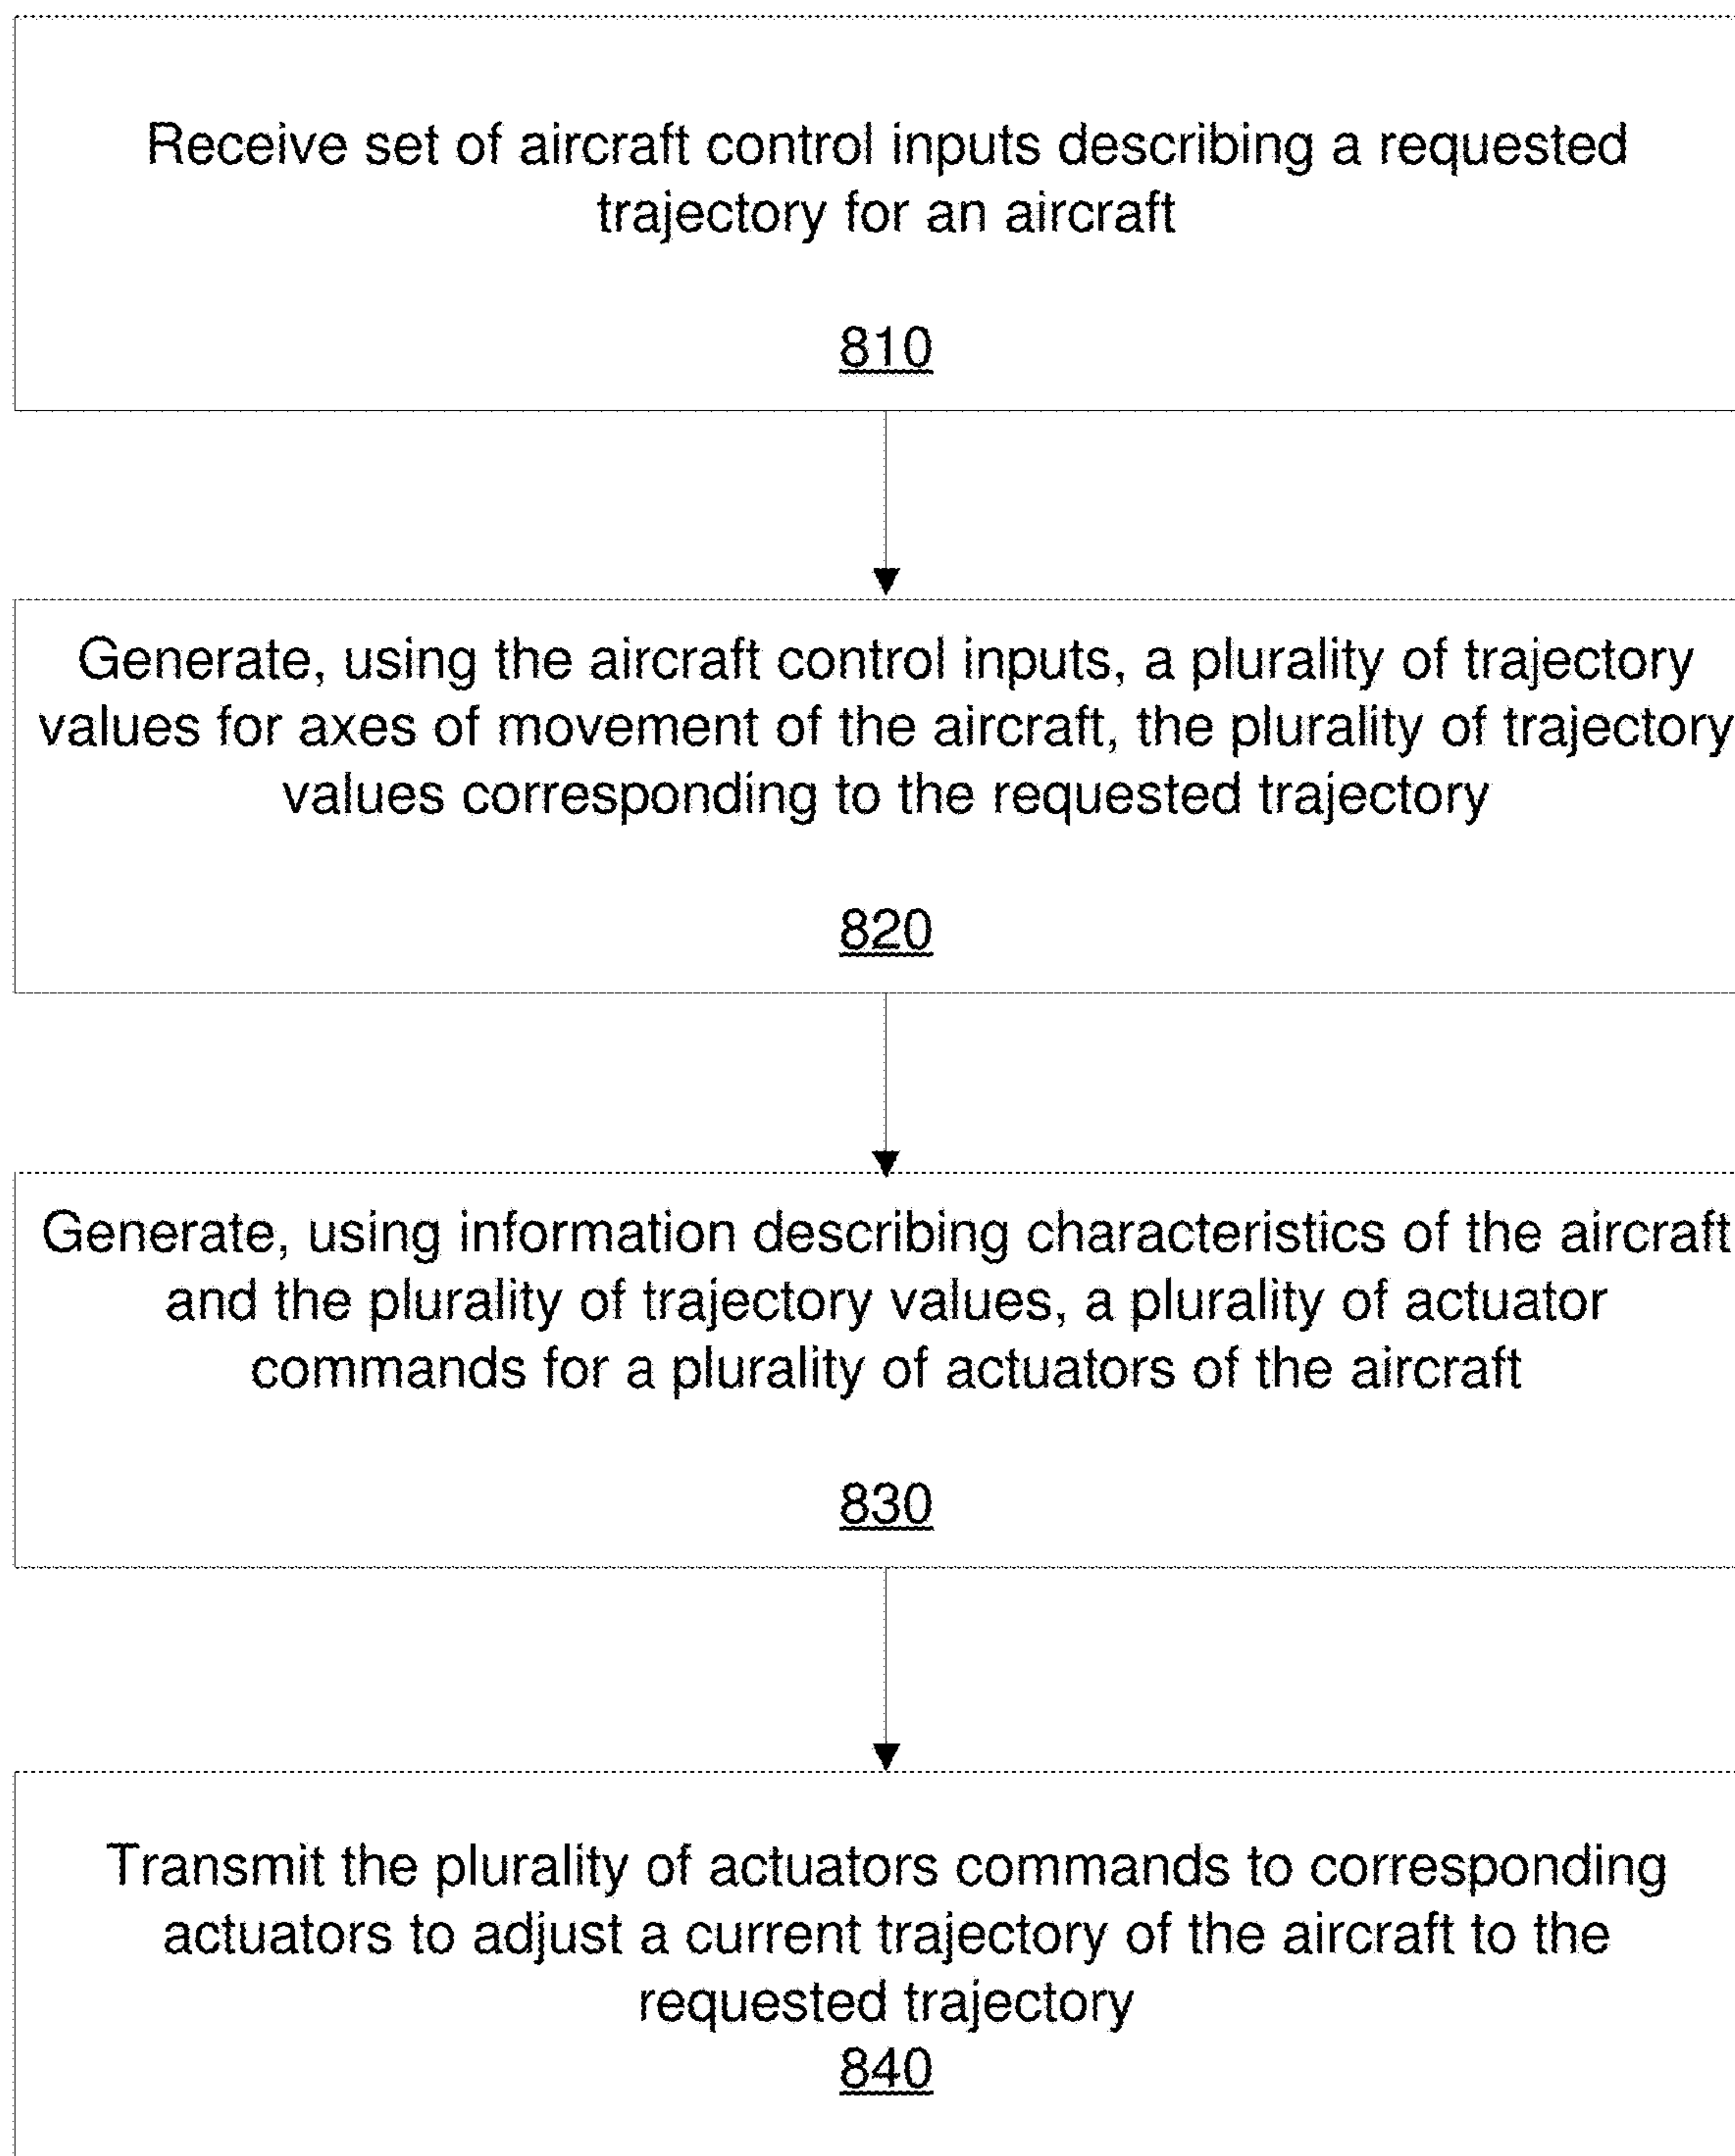 Receive set of aircraft control inputs describing a requested
trajectory for an aircraft
810
Generate, using the aircraft control inputs, a plurality of trajectory
values for axes of movement of the aircraft, the plurality of trajectory
values corresponding to the requested trajectory
820
Generate, using information describing characteristics of the aircraft
and the plurality of trajectory values, a plurality of actuator
commands for a plurality of actuators of the aircraft
830
Transmit the plurality of actuators commands to corresponding
actuators to adjust a current trajectory of the aircraft to the
requested trajectory
840